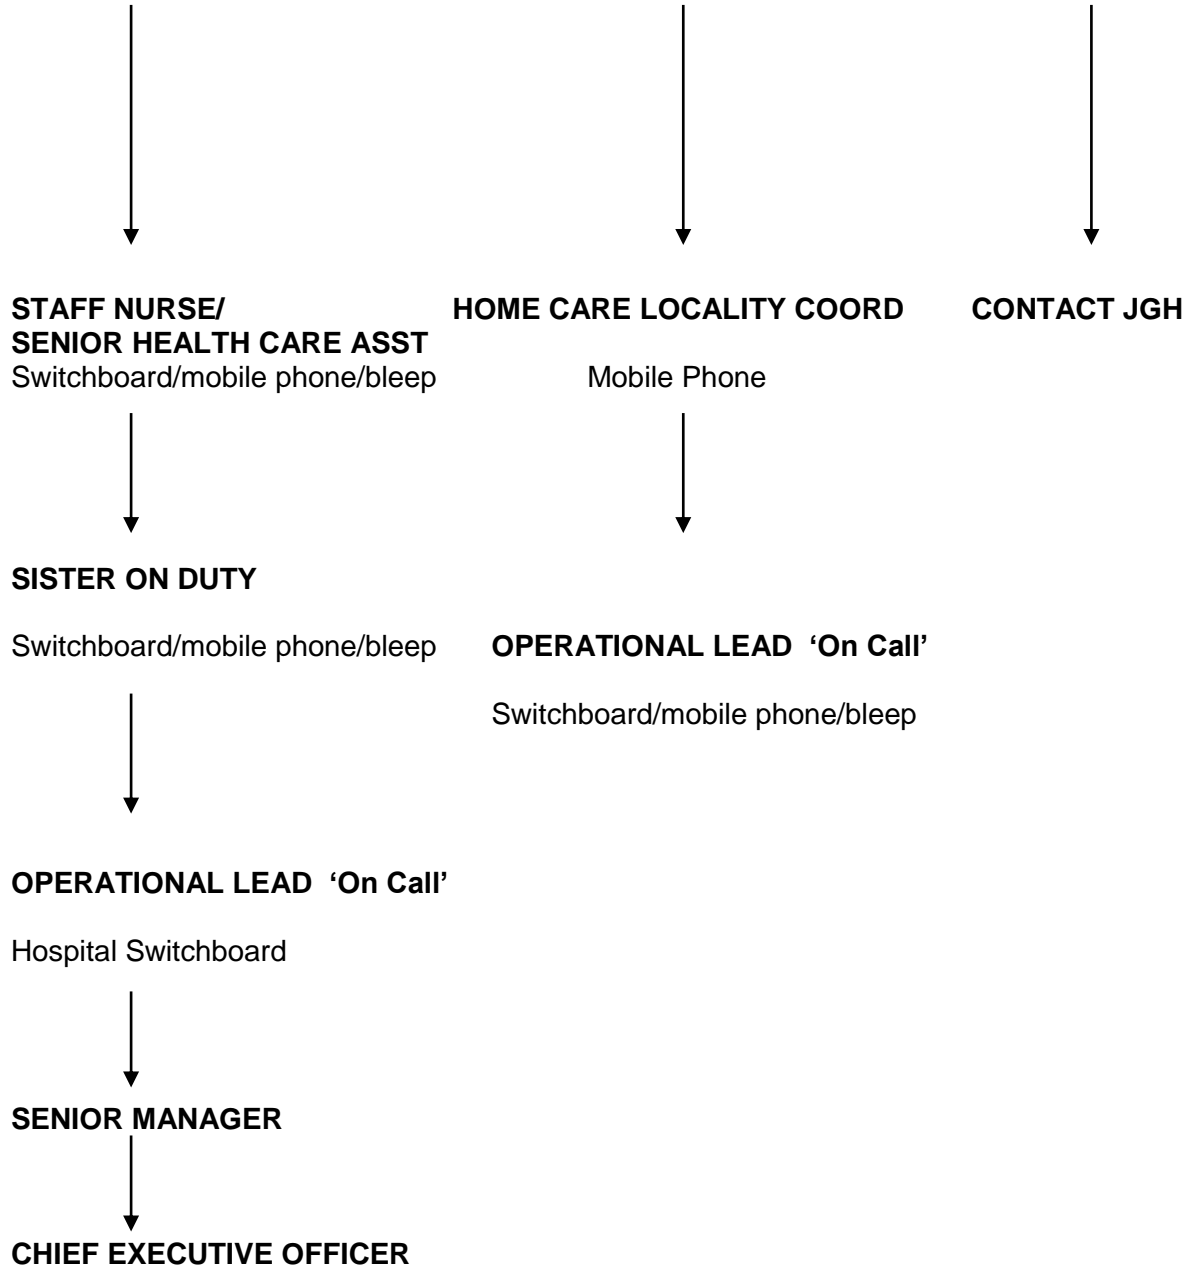 STAFF NURSE/
SENIOR HEALTH CARE ASST
Switchboard/mobile phone/bleep
HOME CARE LOCALITY COORD
Mobile Phone
CONTACT JGH
SISTER ON DUTY
Switchboard/mobile phone/bleep
OPERATIONAL LEAD ‘On Call’
Switchboard/mobile phone/bleep
OPERATIONAL LEAD ‘On Call’
Hospital Switchboard
SENIOR MANAGER
CHIEF EXECUTIVE OFFICER